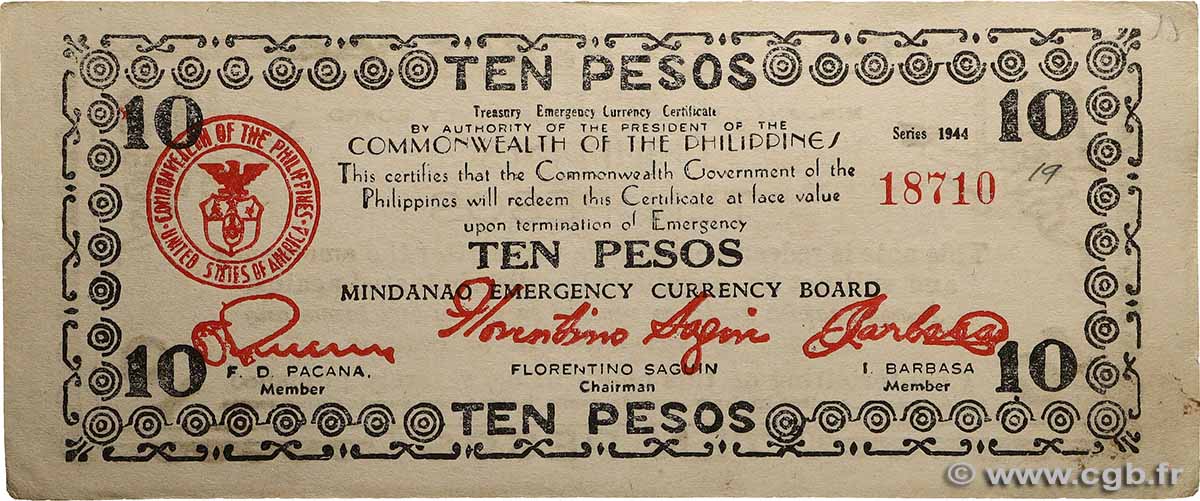 TEN PESOS
10
10
Treasury Emergency Currency Certificate
BY AUTHORITY OF THE PRESIDENT OF THE
COMMONWEALTH OF THE PHILIPPINES
Series 1944
This certifies that the Commonwealth Government of the
Philippines will redeem this Certificate at face value
upon termination of Emergency
18710
19
COMMONWEALTH OF THE PHILIPPINES
UNITED STATES OF AMERICA
TEN PESOS
MINDANAO EMERGENCY CURRENCY BOARD
Florentino Saguin
Barbasa
10
10
F. D. PACANA,
Member
FLORENTINO SAGUIN
Chairman
I. BARBASA
Member
TEN PESOS
© www.cgb.fr